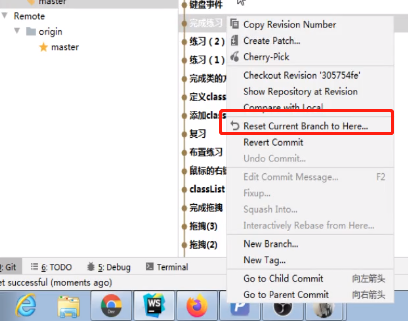 master
Remote
origin
master
键盘事件
完成练习
练习（2）
练习（1）
完成类的方
定义class
添加class
复习
布置练习
鼠标的右键
classList
完成拖拽
拖拽(3)
拖拽(2)
Copy Revision Number
Create Patch...
Cherry-Pick
Checkout Revision '305754fe'
Show Repository at Revision
Compare with Local
Reset Current Branch to Here...
Revert Commit
Undo Commit...
Edit Commit Message... F2
Fixup...
Squash Into...
Interactively Rebase from Here...
New Branch...
New Tag...
Go to Child Commit 向左箭头
Go to Parent Commit 向右箭头
: Git 6: TODO 5: Debug Terminal
et successful (moments ago)
WS